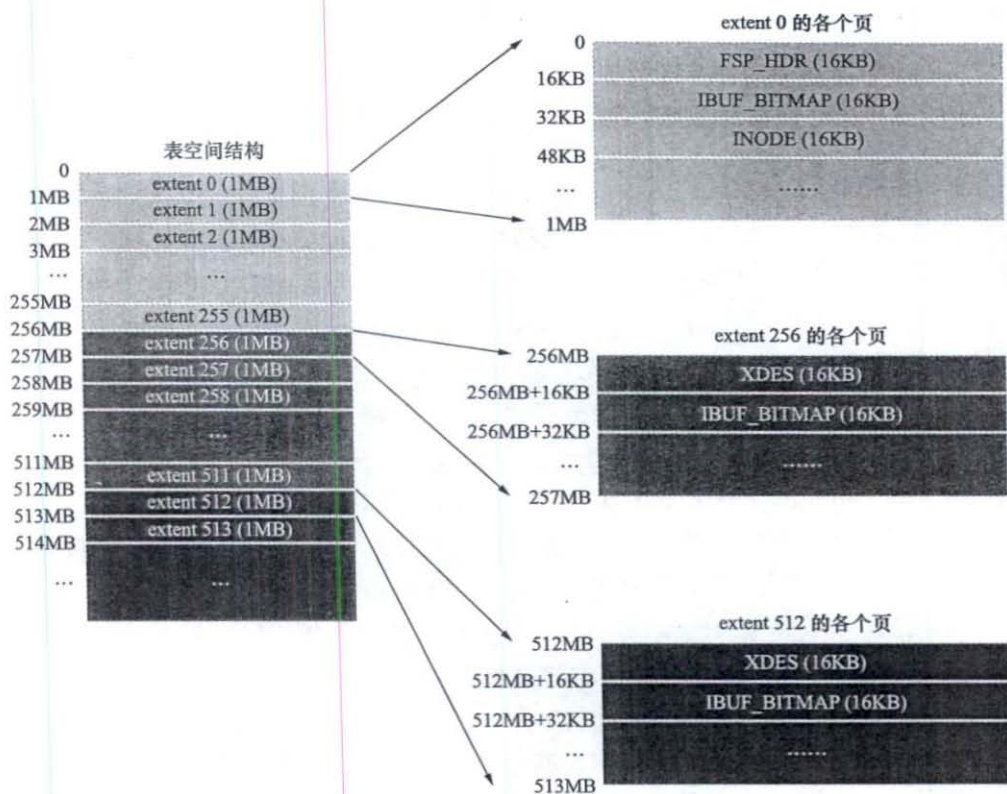 表空间结构
0
extent 0 (1MB)
1MB
extent 1 (1MB)
2MB
extent 2 (1MB)
3MB
...
...
255MB
extent 255 (1MB)
256MB
extent 256 (1MB)
257MB
extent 257 (1MB)
258MB
extent 258 (1MB)
259MB
...
...
511MB
extent 511 (1MB)
512MB
extent 512 (1MB)
513MB
extent 513 (1MB)
514MB
...
...
extent 0 的各个页
0
FSP_HDR (16KB)
16KB
IBUF_BITMAP (16KB)
32KB
INODE (16KB)
48KB
...
......
1MB
extent 256 的各个页
256MB
XDES (16KB)
256MB+16KB
IBUF_BITMAP (16KB)
256MB+32KB
...
......
257MB
extent 512 的各个页
512MB
XDES (16KB)
512MB+16KB
IBUF_BITMAP (16KB)
512MB+32KB
...
......
513MB